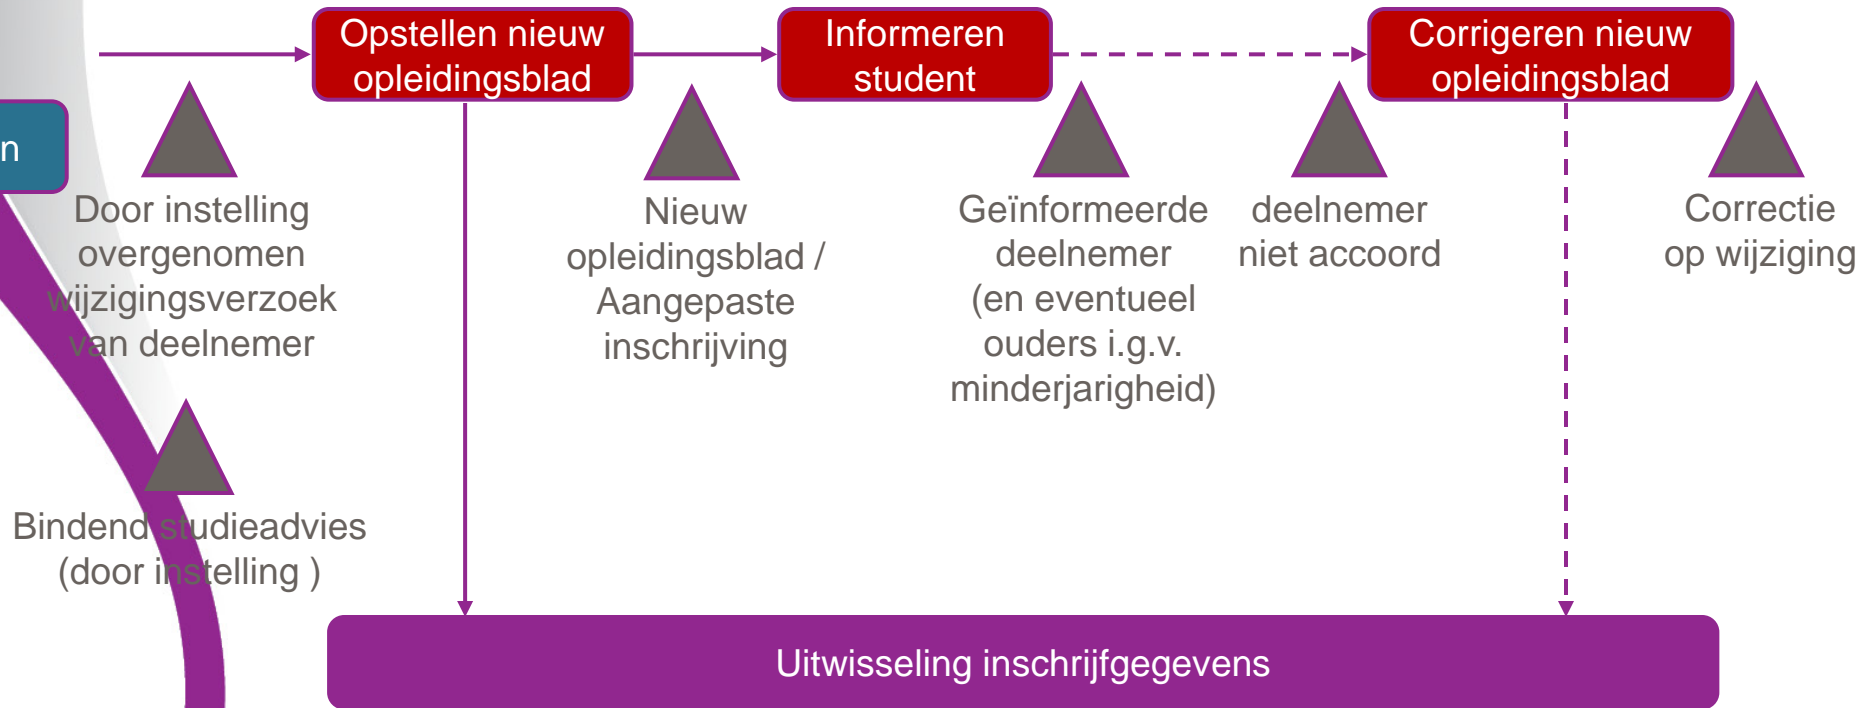 Opstellen nieuw
opleidingsblad
Informeren
student
Corrigeren nieuw
opleidingsblad
n
Door instelling
overgenomen
wijzigingsverzoek
van deelnemer
Nieuw
opleidingsblad /
Aangepaste
inschrijving
Geïnformeerde
deelnemer
(en eventueel
ouders i.g.v.
minderjarigheid)
deelnemer
niet accoord
Correctie
op wijziging
Bindend studieadvies
(door instelling )
Uitwisseling inschrijfgegevens